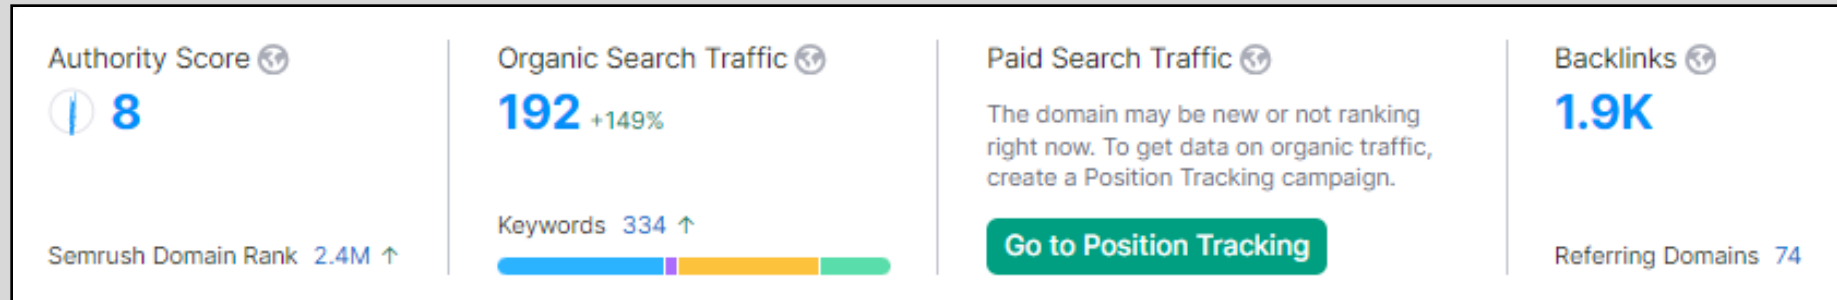 Authority Score
8
Semrush Domain Rank 2.4M ↑
Organic Search Traffic
192 +149%
Keywords 334 ↑
Paid Search Traffic
The domain may be new or not ranking
right now. To get data on organic traffic,
create a Position Tracking campaign.
Go to Position Tracking
Backlinks
1.9K
Referring Domains 74